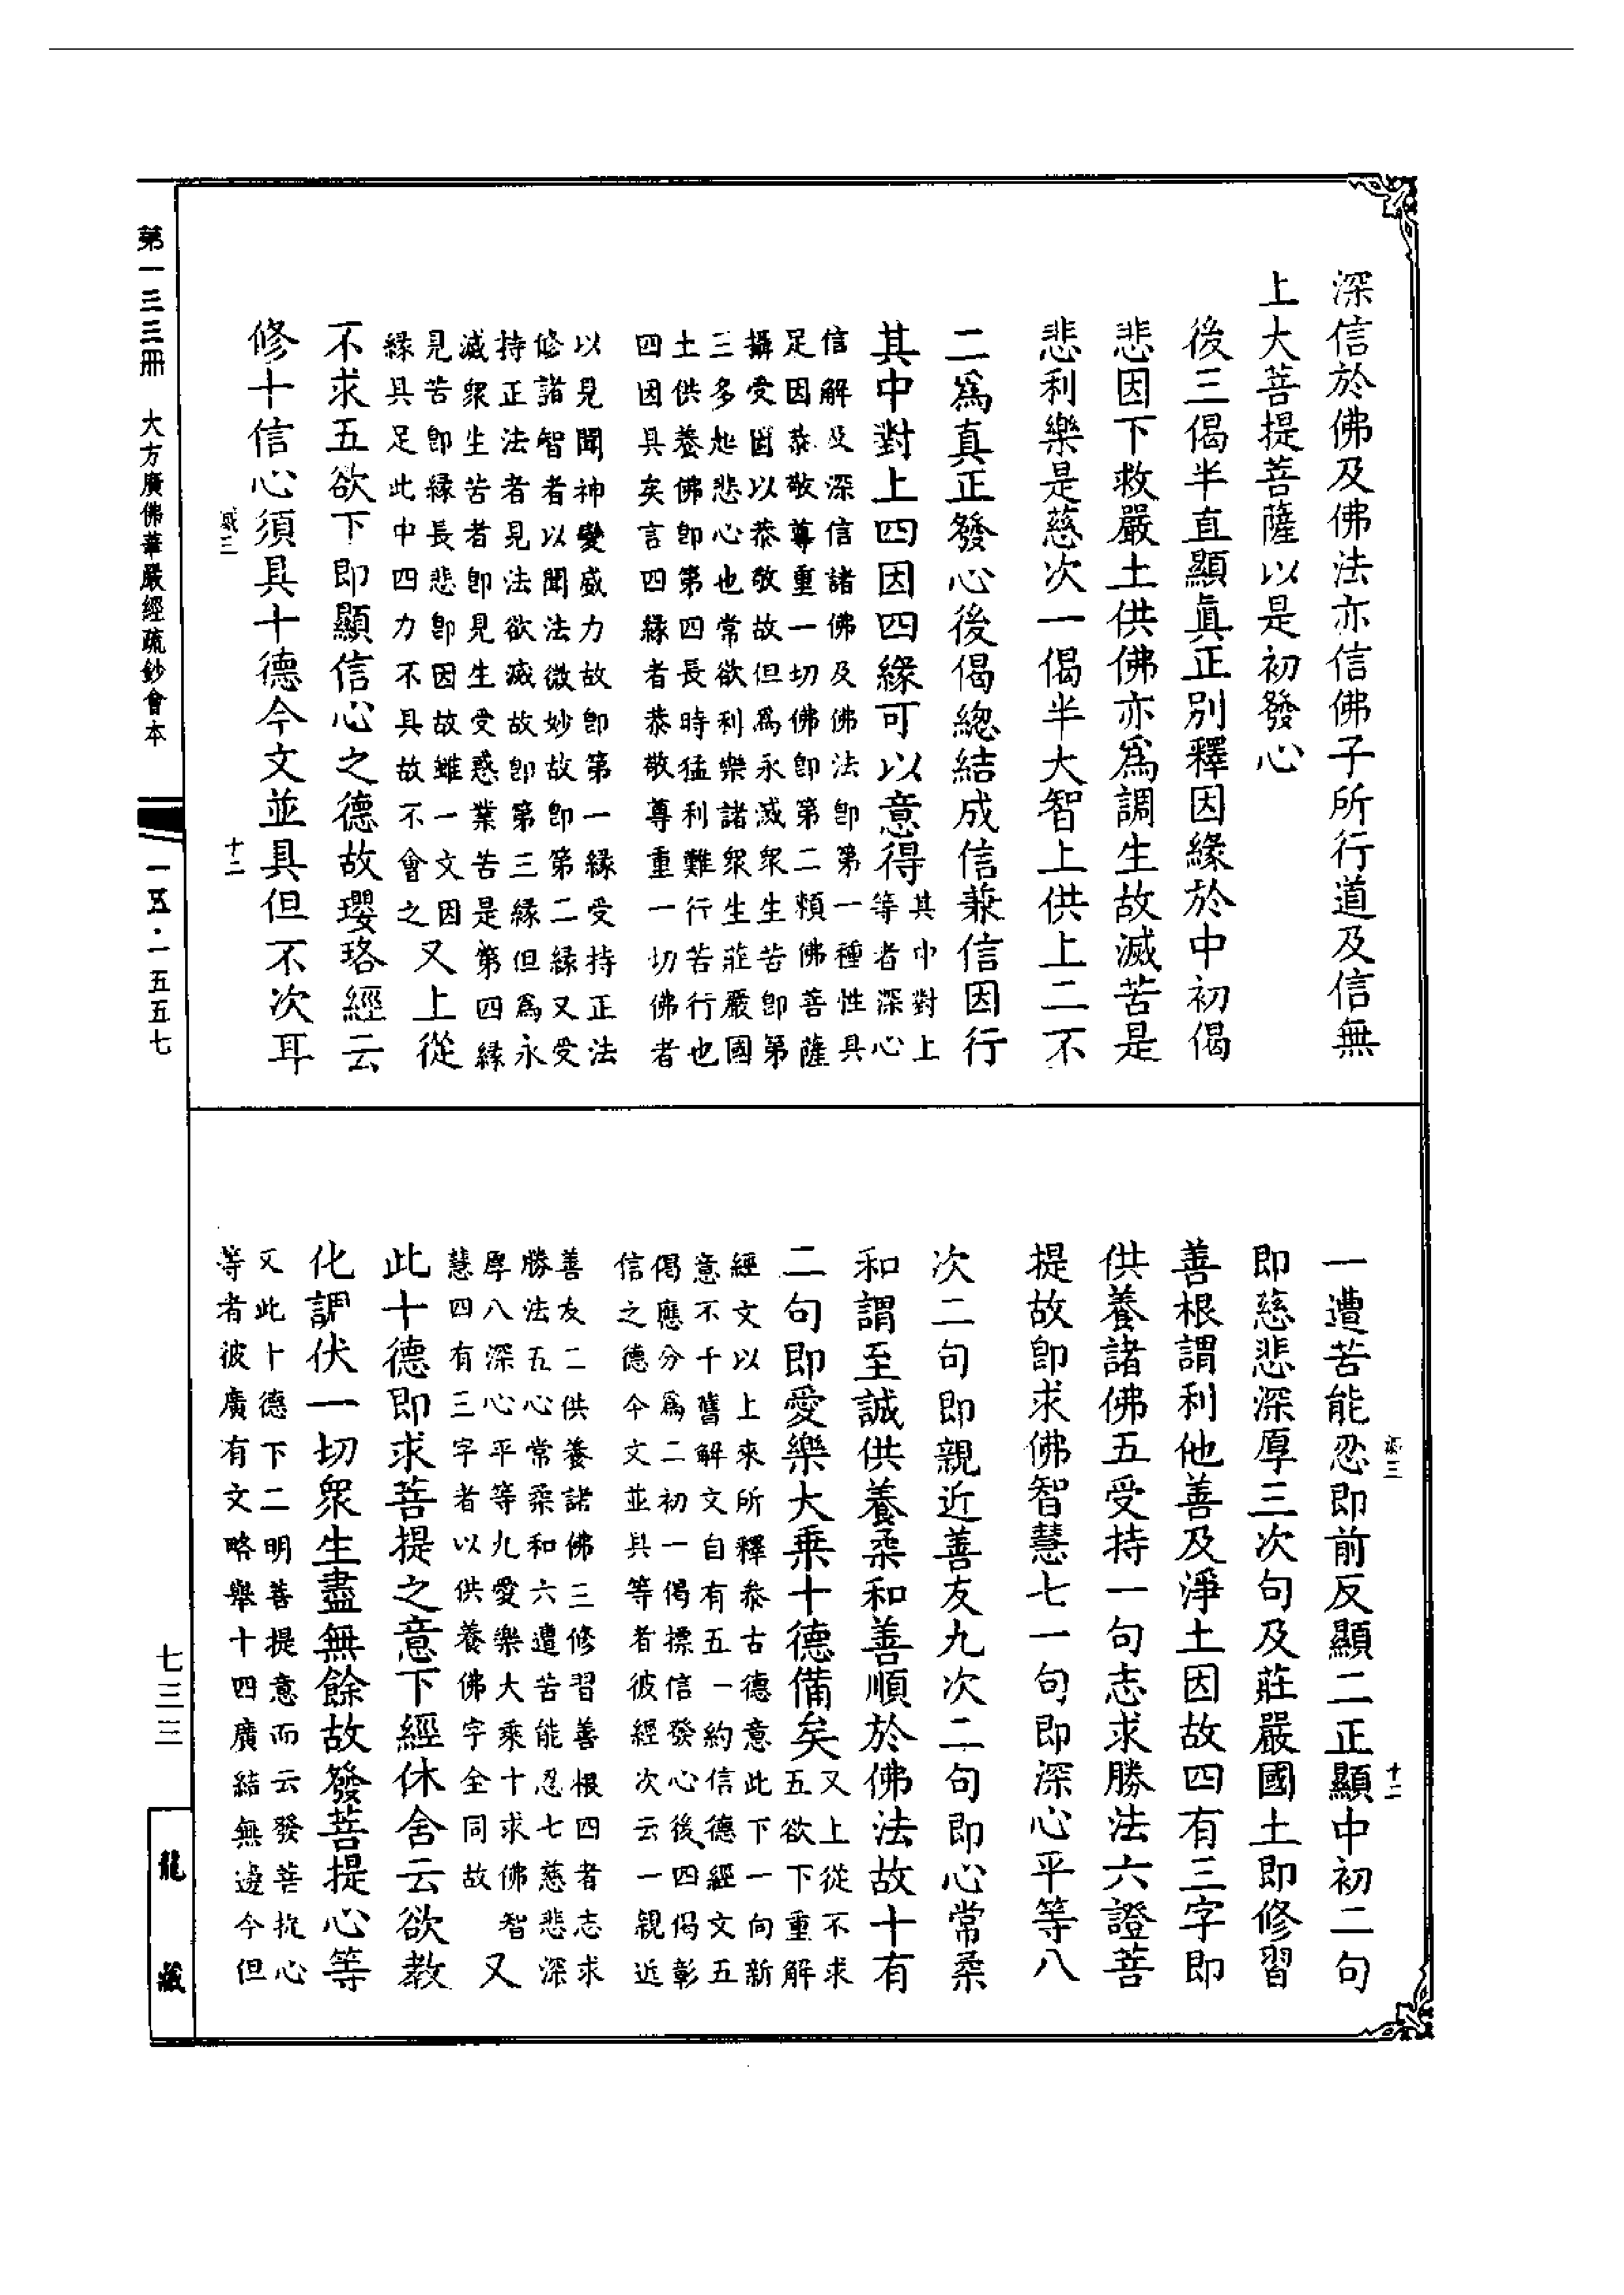 深信於佛及佛法亦信佛子所行道及信無
上大菩提菩薩以是初發心
後三偈半直顯眞正別釋因緣於中初偈
悲因下救嚴土供佛亦爲調生故滅苦是
悲利樂是慈次一偈半大智上供上二不
二爲真正發心後偈總結成信兼信因行
其中對上四因四緣可以意得
其中對上
等者深心
信解及深信諸佛及佛法即第一種性具
足因恭敬尊重一切佛即第二類佛菩薩
攝受因以恭敬故但爲永滅衆生苦即第
三多起悲心也常欲利樂諸衆生莊嚴國
土供養佛即第四長時猛利難行苦行也
四因具矣言四緣者恭敬尊重一切佛者
以見聞神變威力故即第一緣受持正法
修諸智者以聞法微妙故即第二緣又受
持正法者見法欲滅故即第三緣但爲永
滅衆生苦者即見生受惑業苦是第四緣
見苦即緣長悲即因故雖一文因
緣具足此中四力不具故不會之
又上從
不求五欲下即顯信心之德故瓔珞經云
修十信心須具十德今文並具但不次耳
三
十二
第一三三冊 大方廣佛華嚴經疏鈔會本
一五·一五五七
三
十二
一遭苦能忍即前反顯二正顯中初二句
即慈悲深厚三次句及莊嚴國土即修習
善根謂利他善及淨土因故四有三字即
供養諸佛五受持一句志求勝法六證菩
提故即求佛智慧七一句即深心平等八
次二句即親近善友九次二句即心常柔
和謂至誠供養柔和善順於佛法故十有
二句即愛樂大乘十德備矣
又上從不求
五欲下重解
經文以上來所釋叅古德意此下一向新
意不干舊解文自有五一約信德經文五
偈應分爲二初一偈標信發心後四偈彰
信之德今文並具等者彼經次云一親近
善友二供養諸佛三修習善根四者志求
勝法五心常柔和六遭苦能忍七慈悲深
厚八深心平等九愛樂大乘十求佛智
慧四有三字者以供養佛字全同故
又
此十德即求菩提之意下經休舍云欲教
化調伏一切衆生盡無餘故發菩提心等
又此十德下二明菩提意而云發菩提心
等者彼廣有文略舉十四廣結無邊今但
七三三
龍藏